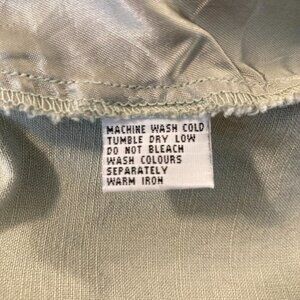 MACHINE WASH COLD
TUMBLE DRY LOW
DO NOT BLEACH
WASH COLOURS
SEPARATELY
WARM IRON